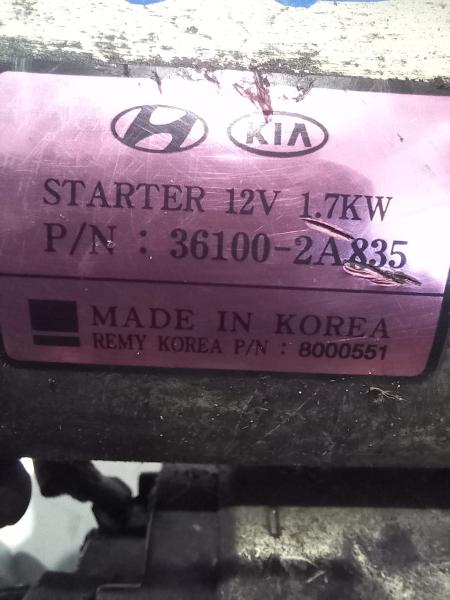 KIA
STARTER 12V 1.7KW
P/N : 36100-2A835
MADE IN KOREA
REMY KOREA P/N : 8000551